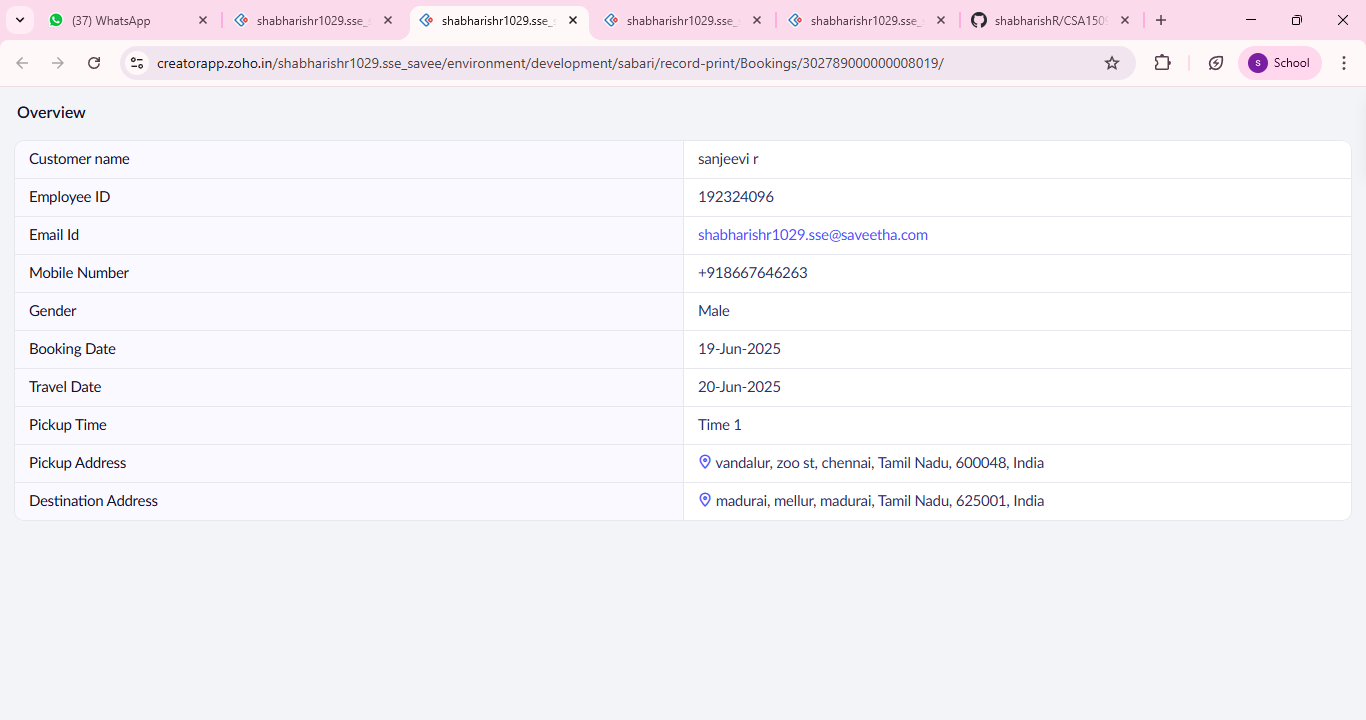 (37) WhatsApp
shabharishr1029.sse_s
shabharishr1029.sse_s
shabharishr1029.sse_
shabharishr1029.sse_
shabharishR/CSA1509
creatorapp.zoho.in/shabharishr1029.sse_savee/environment/development/sabari/record-print/Bookings/302789000000008019/
S School
Overview
Customer name sanjeevi r
Employee ID 192324096
Email Id shabharishr1029.sse@saveetha.com
Mobile Number +918667646263
Gender Male
Booking Date 19-Jun-2025
Travel Date 20-Jun-2025
Pickup Time Time 1
Pickup Address vandalur, zoo st, chennai, Tamil Nadu, 600048, India
Destination Address madurai, mellur, madurai, Tamil Nadu, 625001, India